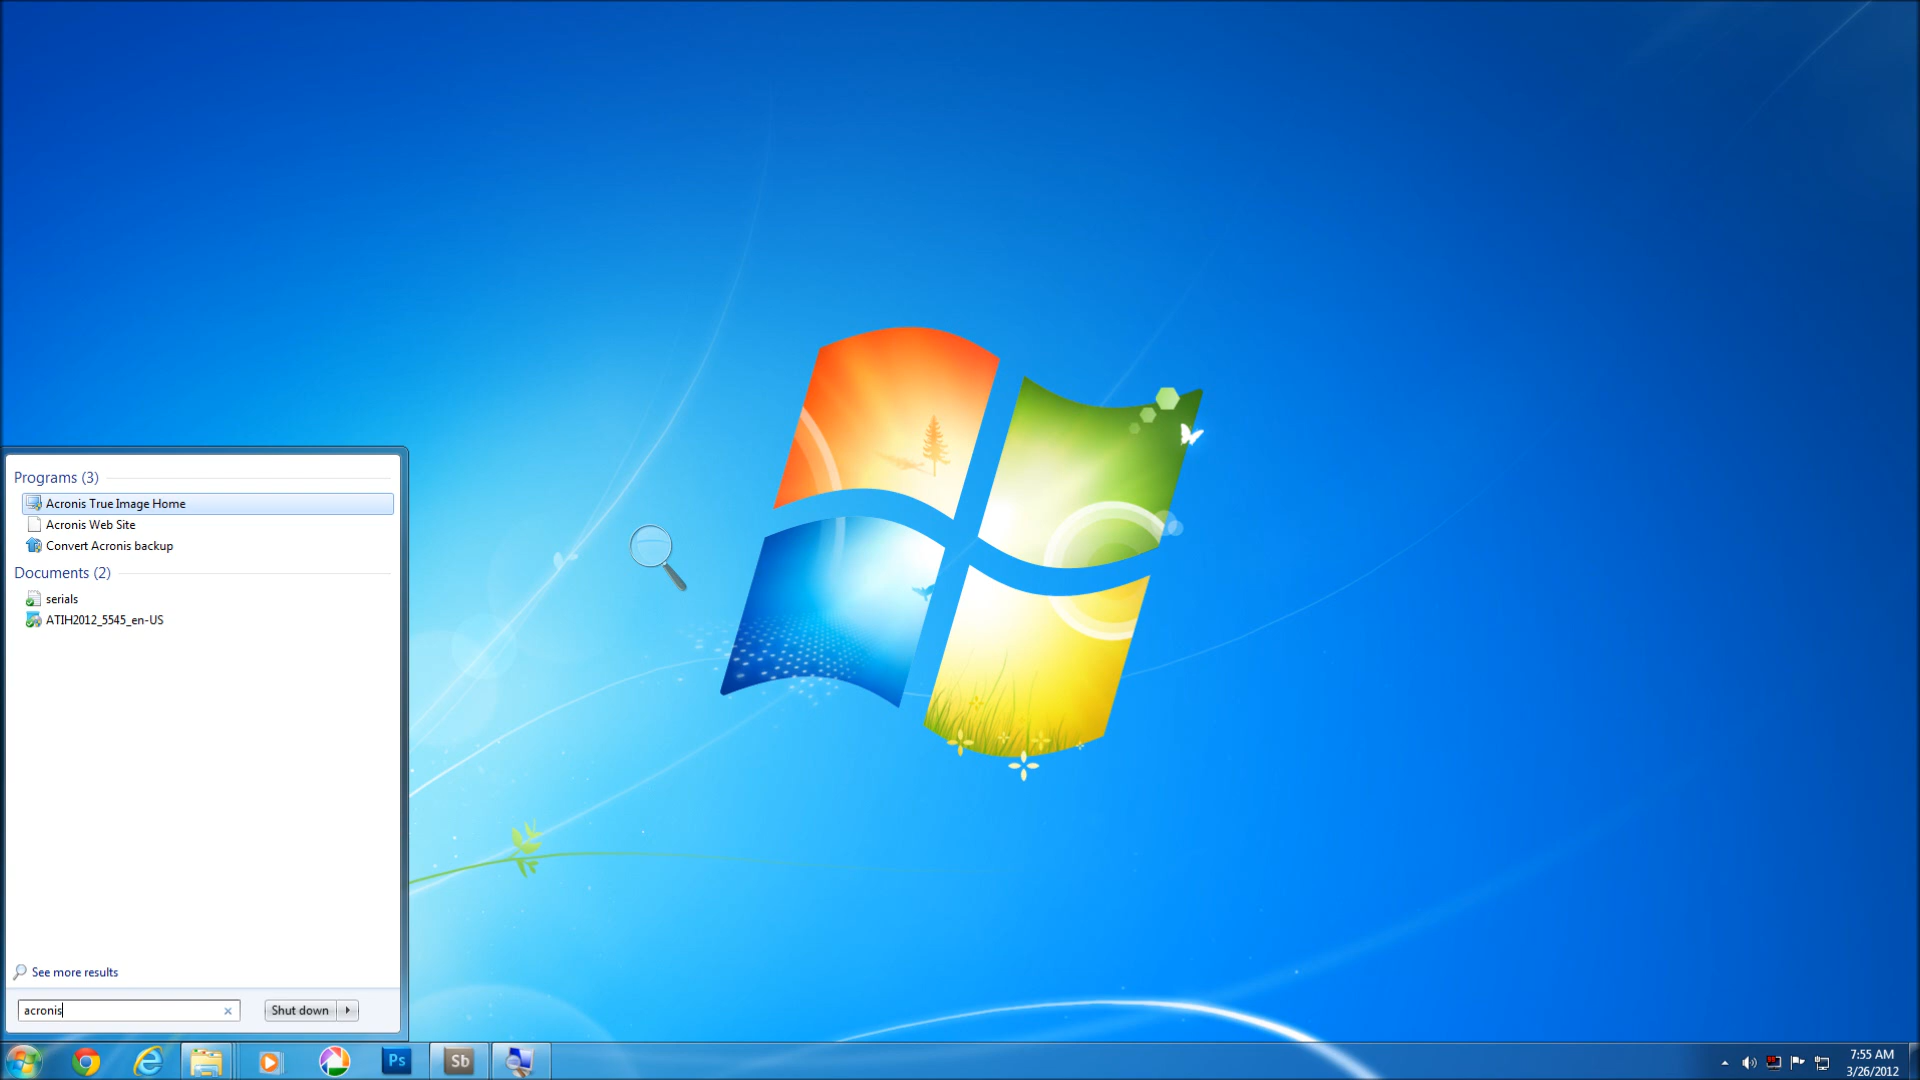 Programs (3)
Acronis True Image Home
Acronis Web Site
Convert Acronis backup
Documents (2)
serials
ATIH2012_5545_en-US
See more results
acronis
Shut down
Ps
Sb
7:55 AM
3/26/2012